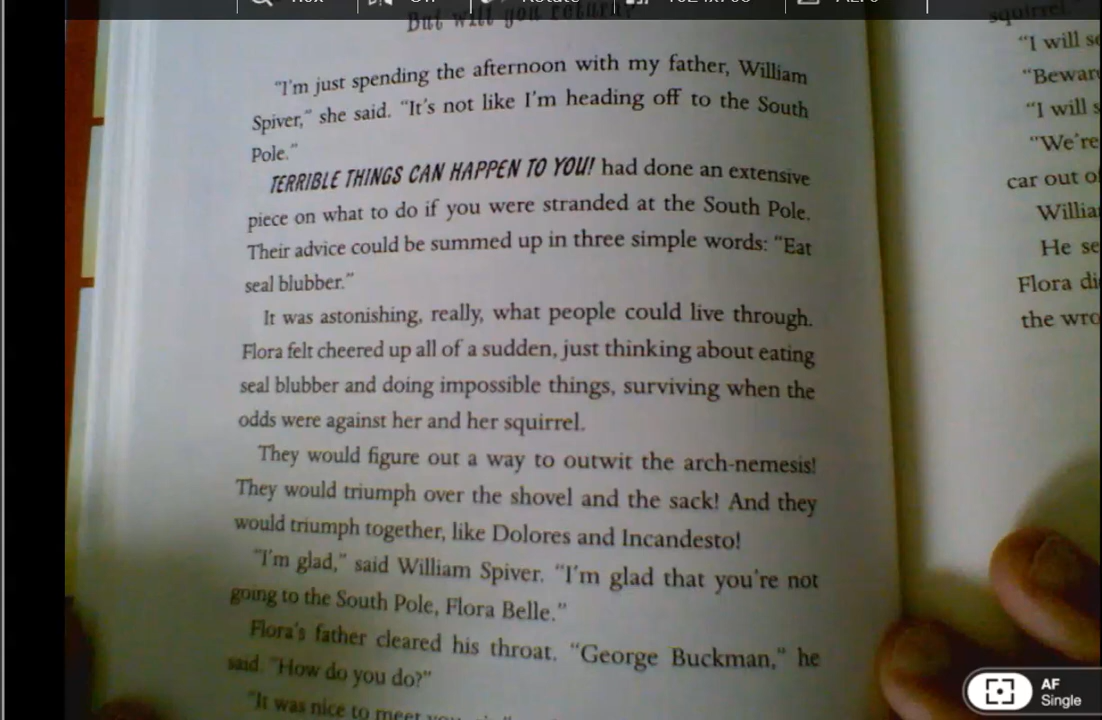 But will you return?
"I'm just spending the afternoon with my father, William
Spiver," she said. "It's not like I'm heading off to the South
Pole."
TERRIBLE THINGS CAN HAPPEN TO YOU! had done an extensive
piece on what to do if you were stranded at the South Pole.
Their advice could be summed up in three simple words: "Eat
seal blubber."
It was astonishing, really, what people could live through.
Flora felt cheered up all of a sudden, just thinking about eating
seal blubber and doing impossible things, surviving when the
odds were against her and her squirrel.
They would figure out a way to outwit the arch-nemesis!
They would triumph over the shovel and the sack! And they
would triumph together, like Dolores and Incandesto!
"I'm glad," said William Spiver. "I'm glad that you're not
going to the South Pole, Flora Belle."
Flora's father cleared his throat. "George Buckman," he
said. "How do you do?"
"It was nice to meet
squirrel.
"I will
"I will
"We're
car out
He
Flora
the
AF
Single